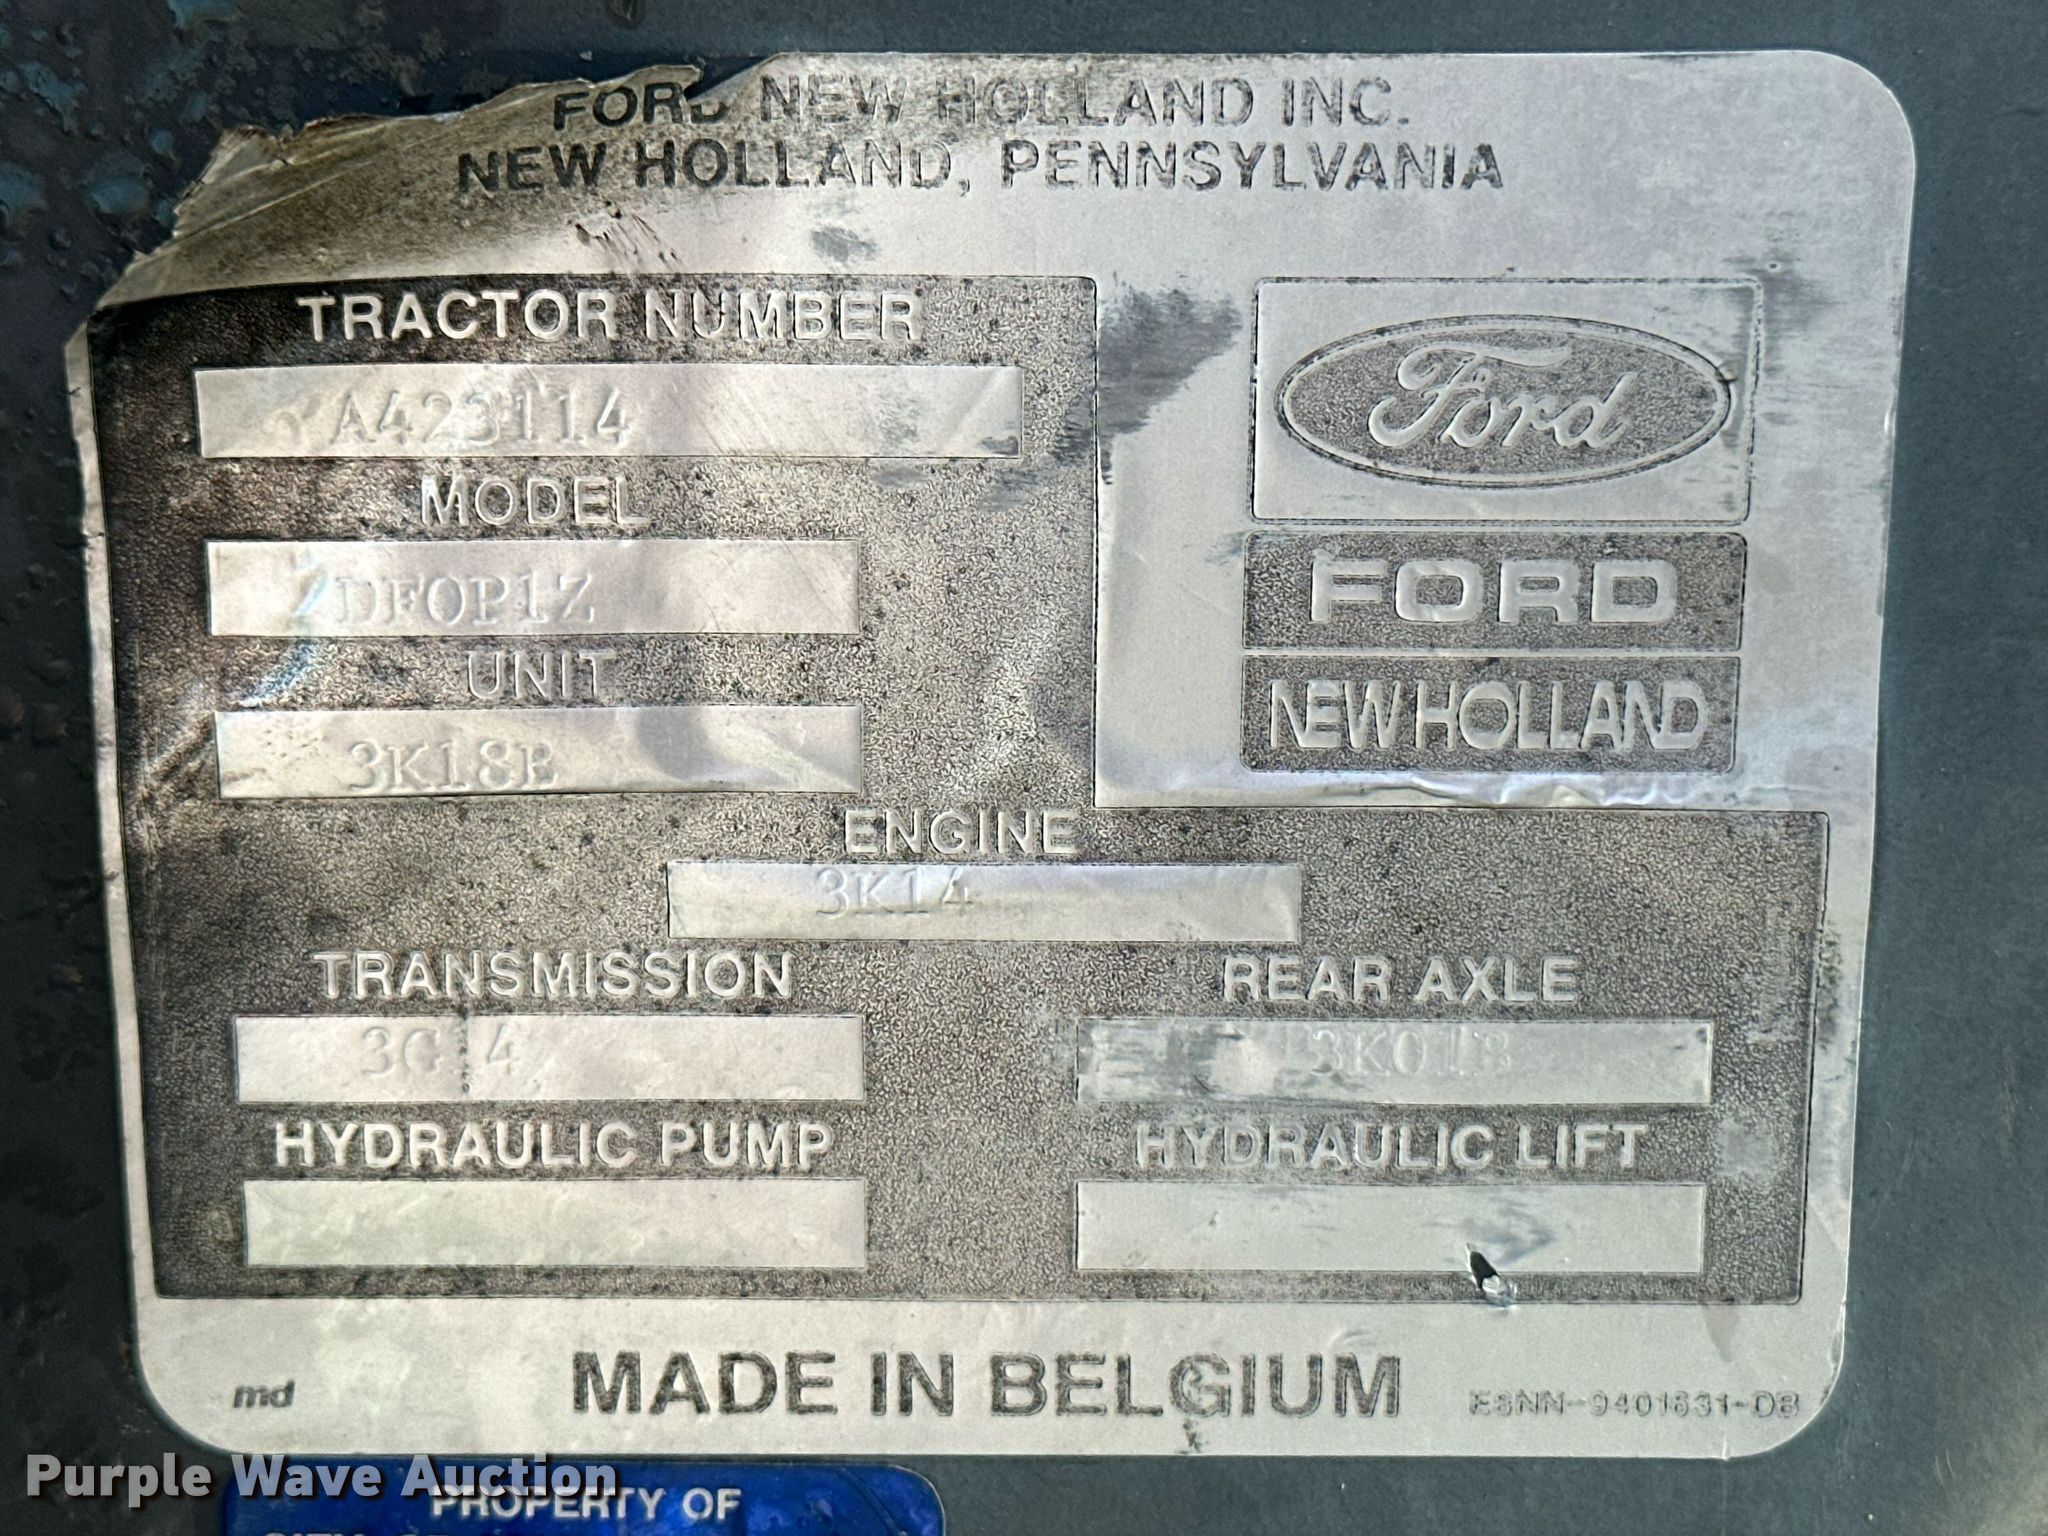 FORD NEW HOLLAND INC.
NEW HOLLAND, PENNSYLVANIA
TRACTOR NUMBER
A423114
MODEL
DF0P1Z
UNIT
3K18B
Ford
FORD
NEW HOLLAND
ENGINE
3K14
TRANSMISSION
REAR AXLE
3K01B
HYDRAULIC PUMP
HYDRAULIC LIFT
md
MADE IN BELGIUM
E8NN-9401631-DB
Purple Wave Auction
PROPERTY OF